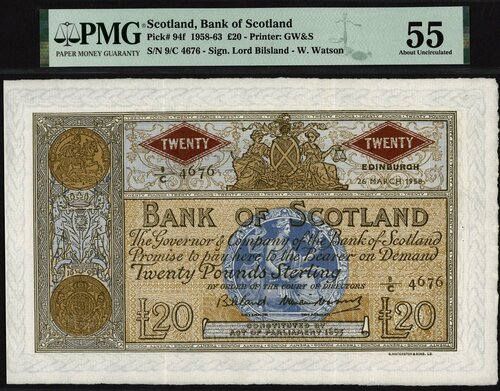 PMG
PAPER MONEY GUARANTY
Scotland, Bank of Scotland
Pick# 94f 1958-63 £20 - Printer: GW&S
S/N 9/C 4676 - Sign. Lord Bilsland - W. Watson
55
About Uncirculated
TWENTY
TWENTY
9/C 4676
EDINBURGH
26 MARCH 1958
BANK OF SCOTLAND
The Governor & Company of the Bank of Scotland
Promise to pay here to the Bearer on Demand
Twenty Pounds Sterling
BY ORDER OF THE COURT OF DIRECTORS
9/C 4676
Bilsland
£20
CONSTITUTED BY
ACT OF PARLIAMENT 1695
£20